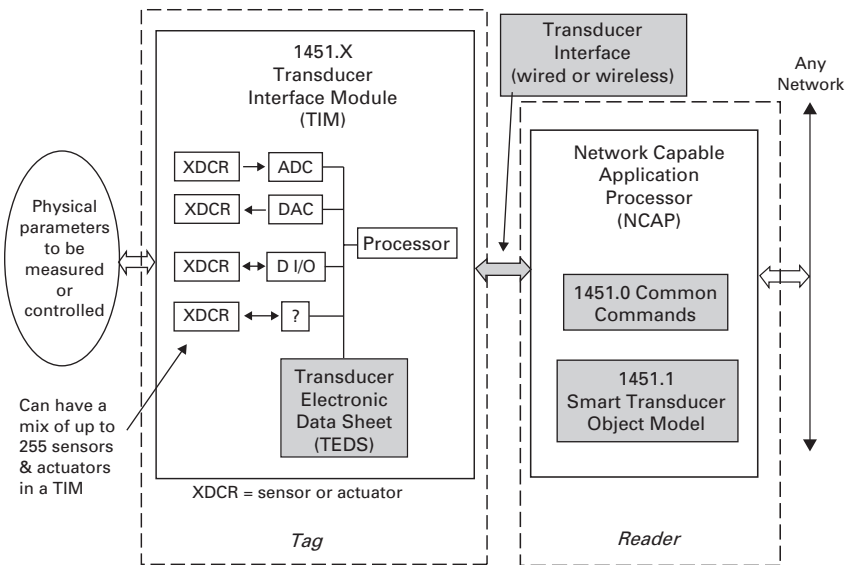 1451.X
Transducer
Interface Module
(TIM)
Transducer
Interface
(wired or wireless)
Any
Network
XDCR
ADC
XDCR
DAC
XDCR
D I/O
XDCR
?
Processor
Physical
parameters
to be
measured
or
controlled
Network Capable
Application
Processor
(NCAP)
1451.0 Common
Commands
1451.1
Smart Transducer
Object Model
Transducer
Electronic
Data Sheet
(TEDS)
Can have a
mix of up to
255 sensors
& actuators
in a TIM
XDCR = sensor or actuator
Tag
Reader